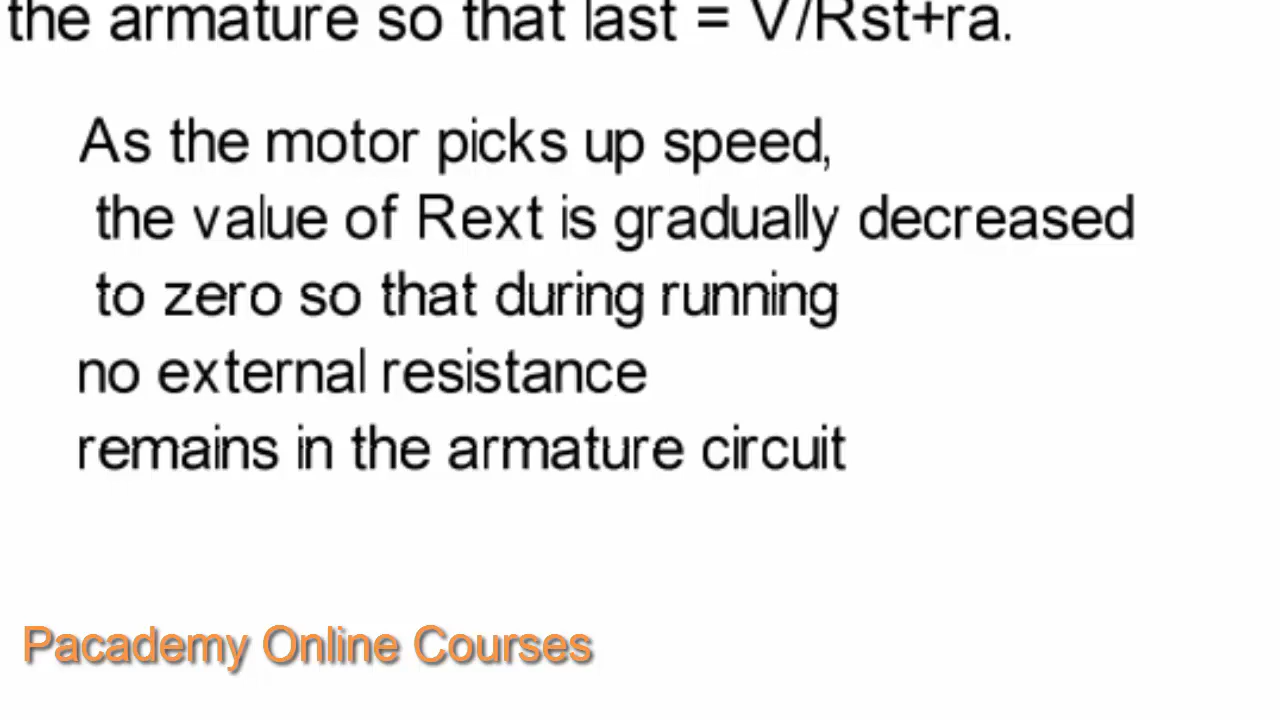 the armature so that last = V/Rst+ra.
As the motor picks up speed,
the value of Rext is gradually decreased
to zero so that during running
no external resistance
remains in the armature circuit
Pacademy Online Courses